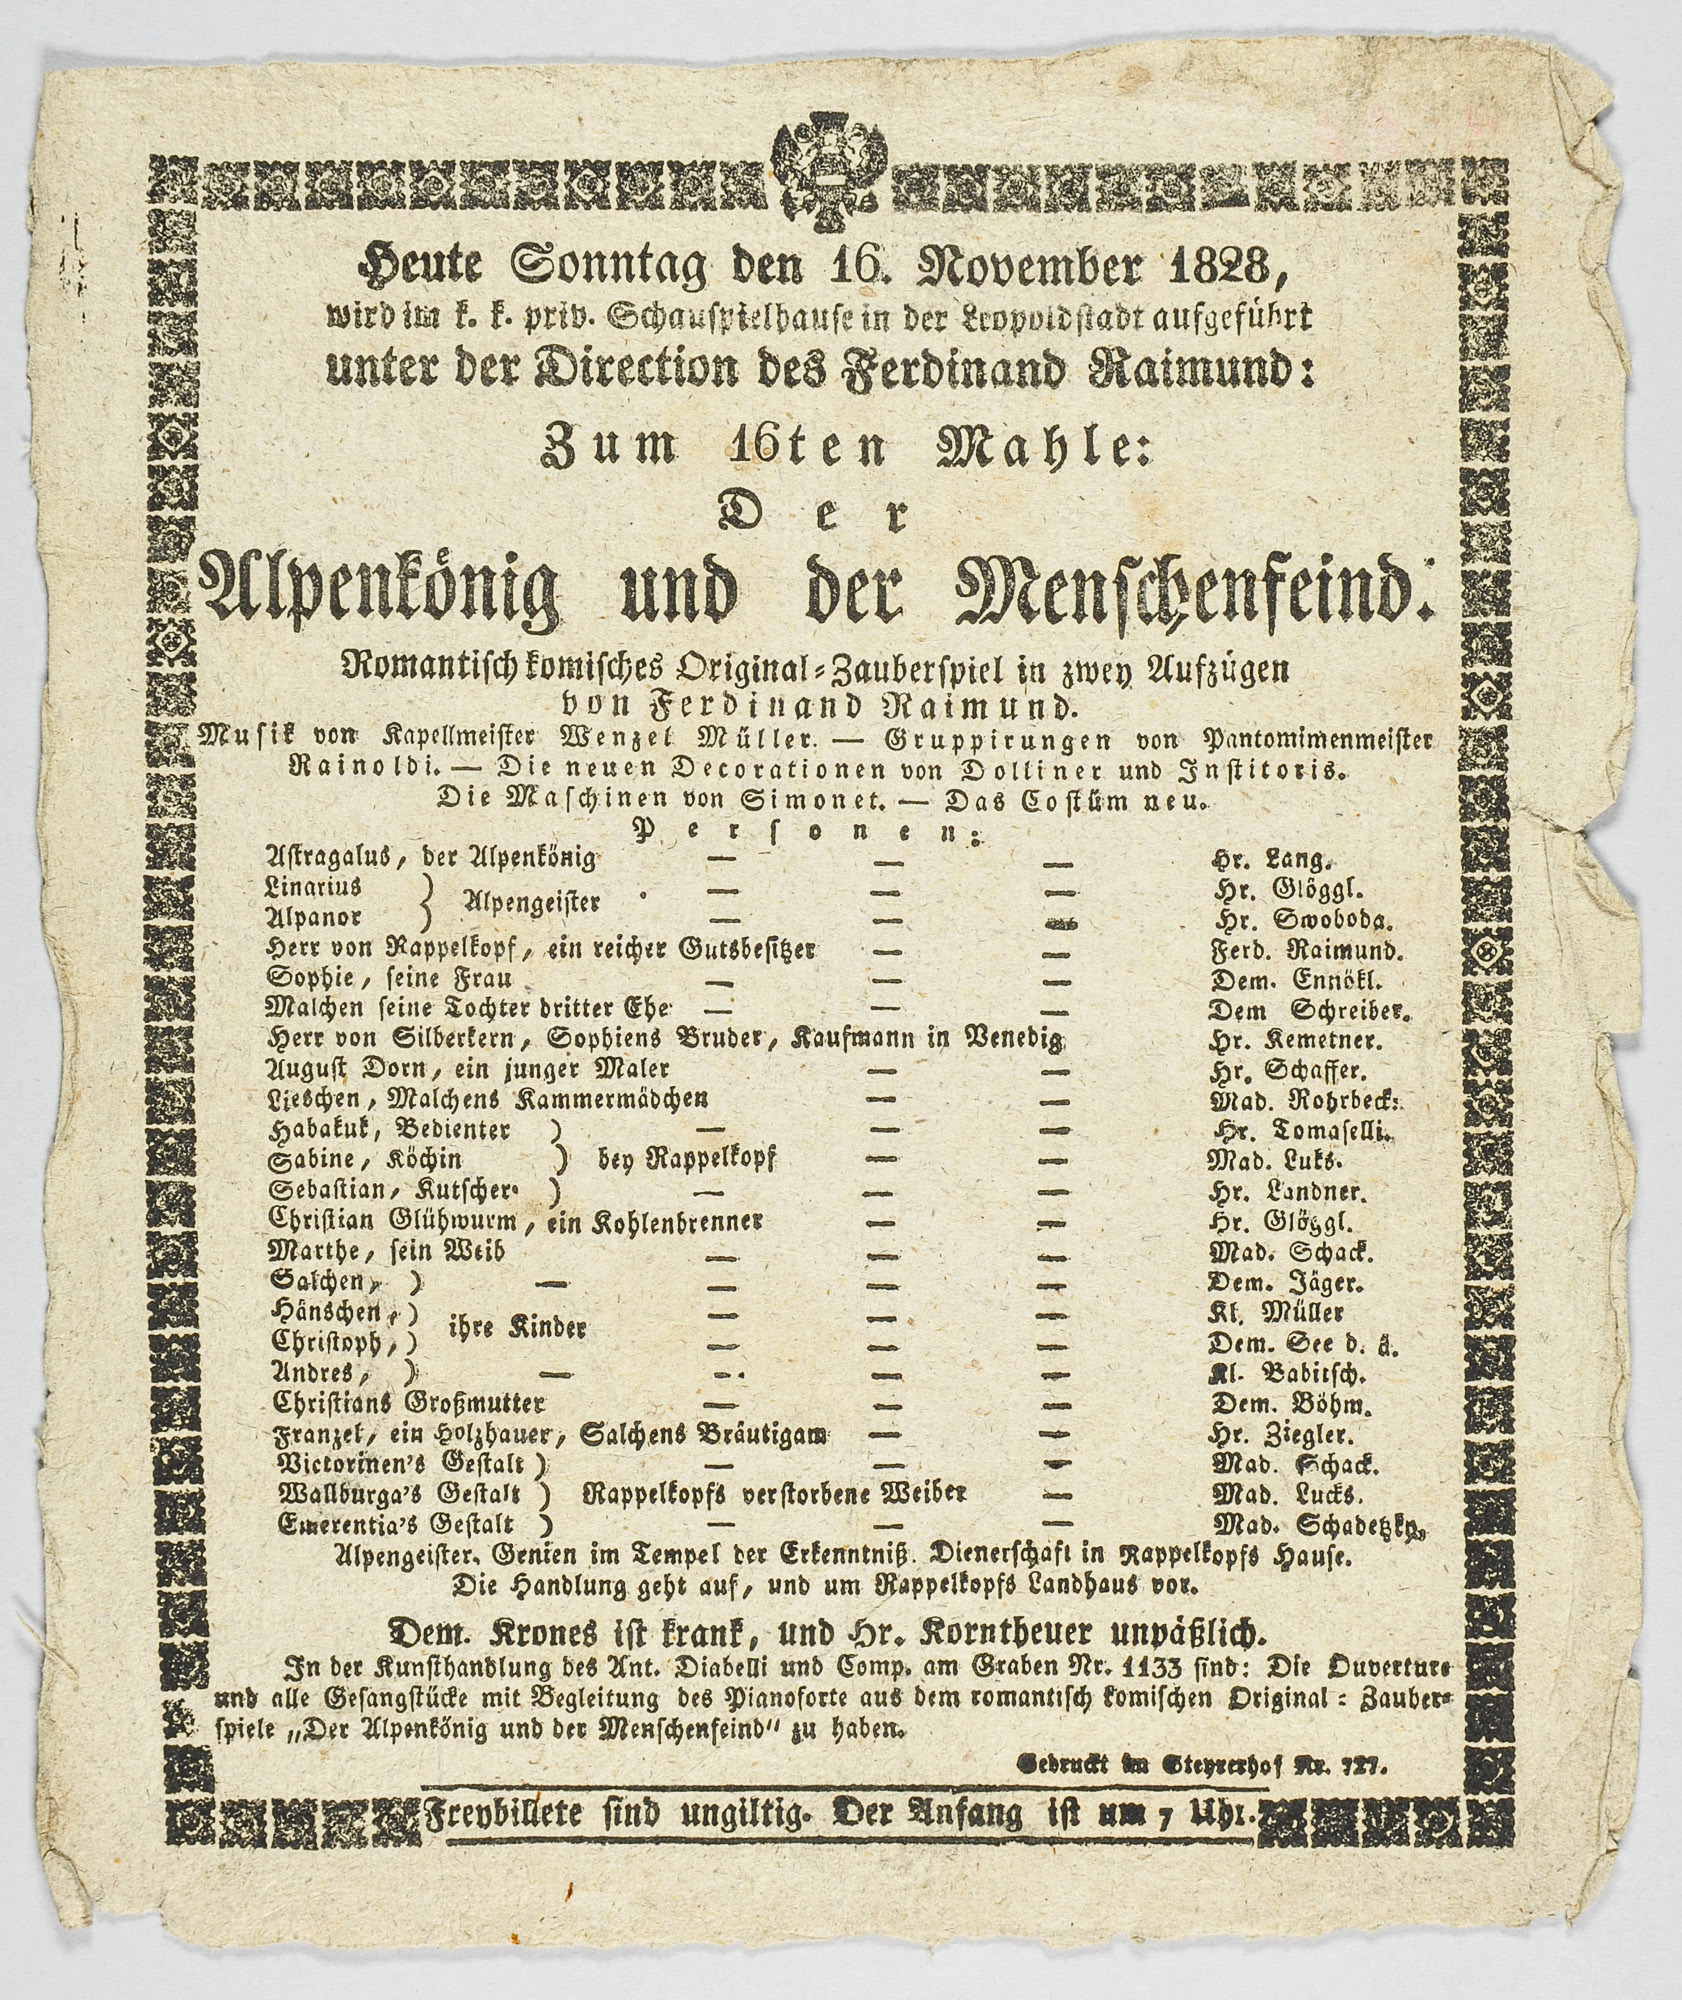 Heute Sonntag den 16. November 1828,
wird im k. k. priv. Schauspielhause in der Leopoldstadt aufgeführt
unter der Direction des Ferdinand Raimund:
Zum 16ten Mahle:
Der
Alpenkönig und der Menschenfeind.
Romantisch komisches Original-Zauberspiel in zwey Aufzügen
von Ferdinand Raimund.
Musik von Kapellmeister Wenzel Müller. — Gruppirungen von Pantomimenmeister
Rainoldi. — Die neuen Decorationen von Dolliner und Institoris.
Die Maschinen von Simonet. — Das Costüm neu.
Personen:
Astragalus, der Alpenkönig — — — Hr. Lang.
Linarius } Alpengeister — — — Hr. Glöggl.
Alpanor } — — — Hr. Swoboda.
Herr von Rappelkopf, ein reicher Gutsbesitzer — — Ferd. Raimund.
Sophie, seine Frau — — — Dem. Ennökl.
Malchen seine Tochter dritter Ehe — — — Dem Schreiber.
Herr von Silberkern, Sophiens Bruder, Kaufmann in Venedig Hr. Kemetner.
August Dorn, ein junger Maler — — Hr. Schaffer.
Lieschen, Malchens Kammermädchen — — Mad. Rohrbeck.
Habakuk, Bedienter ) — — — Hr. Tomaselli.
Sabine, Köchin ) bey Rappelkopf — — Mad. Luks.
Sebastian, Kutscher ) — — — Hr. Landner.
Christian Glühwurm, ein Kohlenbrenner — — Hr. Glöggl.
Marthe, sein Weib — — — Mad. Schack.
Salchen, ) — — — — Dem. Jäger.
Hänschen, ) ihre Kinder — — — Kl. Müller
Christoph, ) — — — Dem. See d. ä.
Andres, ) — — — — Kl. Babitsch.
Christians Großmutter — — — Dem. Böhm.
Franzel, ein Holzhauer, Salchens Bräutigam — — Hr. Ziegler.
Victorinen's Gestalt ) — — — Mad. Schack.
Wallburga's Gestalt ) Rappelkopfs verstorbene Weiber — Mad. Lucks.
Emerentia's Gestalt ) — — — Mad. Schadetzky.
Alpengeister. Genien im Tempel der Erkenntniß. Dienerschaft in Rappelkopfs Hause.
Die Handlung geht auf, und um Rappelkopfs Landhaus vor.
Dem. Krones ist krank, und Hr. Korntheuer unpäßlich.
In der Kunsthandlung des Ant. Diabelli und Comp. am Graben Nr. 1133 sind: Die Ouverture
und alle Gesangstücke mit Begleitung des Pianoforte aus dem romantisch komischen Original-Zauber-
spiele „Der Alpenkönig und der Menschenfeind" zu haben.
Gedruckt im Steyrerhof Nr. 727.
Freybillete sind ungiltig. Der Anfang ist um 7 Uhr.